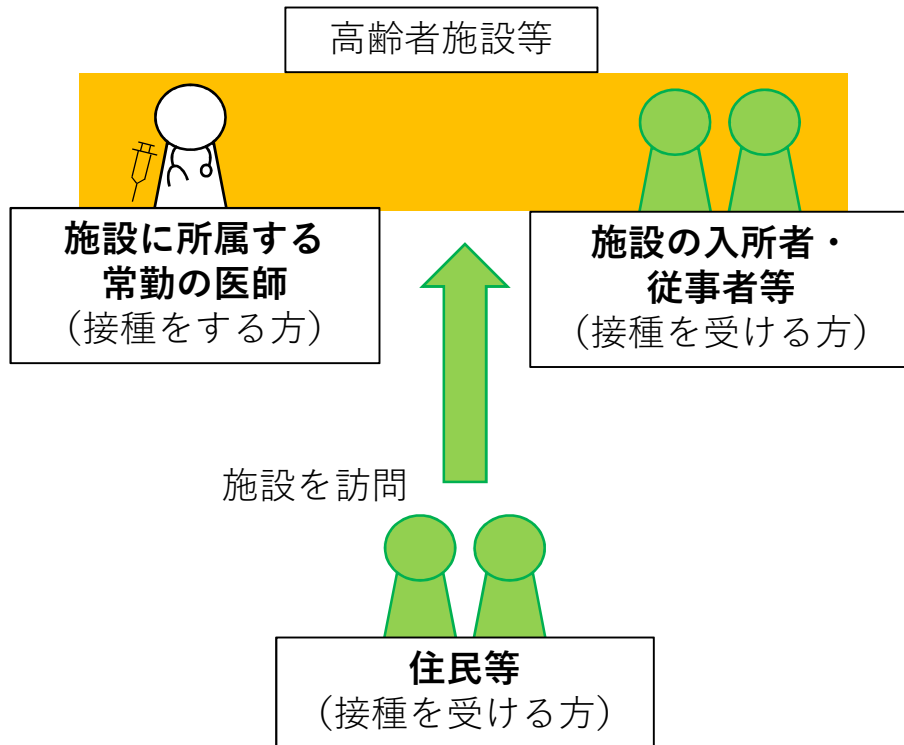 高齢者施設等
施設に所属する
常勤の医師
（接種をする方）
施設の入所者・
従事者等
（接種を受ける方）
施設を訪問
住民等
（接種を受ける方）